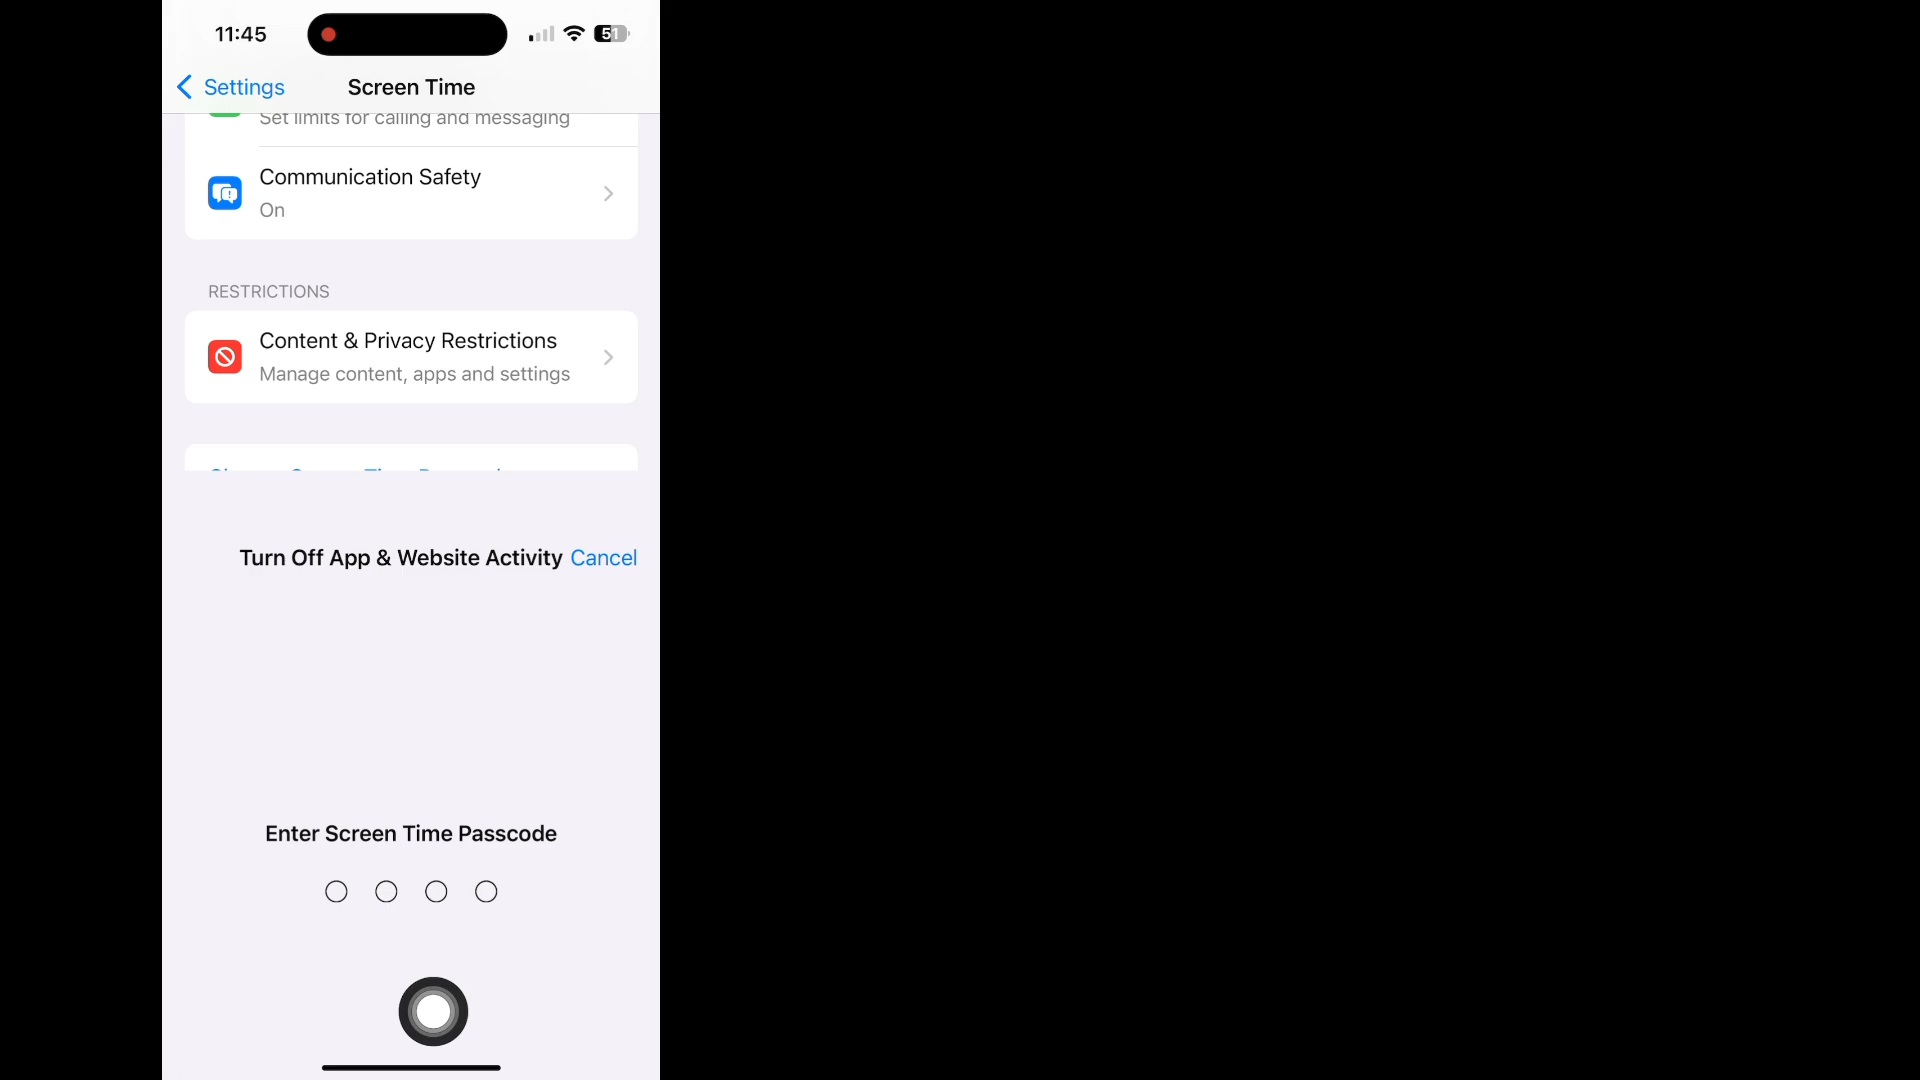 11:45
51
Settings
Screen Time
Set limits for calling and messaging
Communication Safety
On
RESTRICTIONS
Content & Privacy Restrictions
Manage content, apps and settings
Turn Off App & Website Activity Cancel
Enter Screen Time Passcode